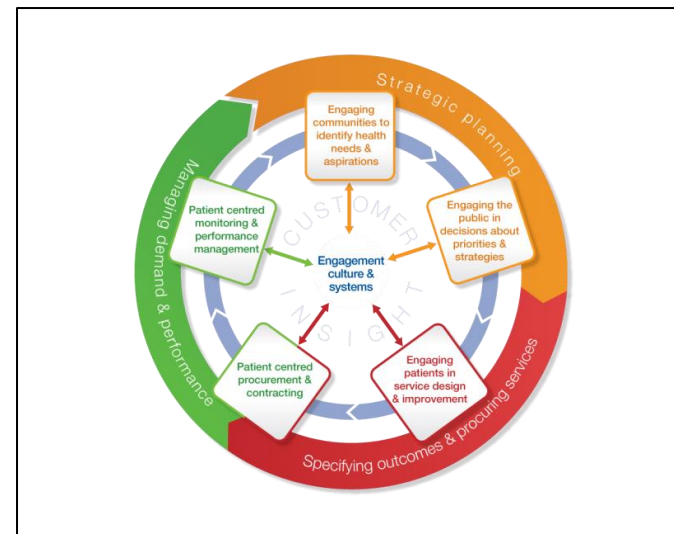 Strategic planning
Engaging
communities to
identify health
needs &
aspirations
Managing demand & performance
Patient centred
monitoring &
performance
management
CUSTOMER
Engaging the
public in
decisions about
priorities &
strategies
Engagement
culture &
systems
INSIGHT
Patient centred
procurement &
contracting
Engaging
patients in
service design
& improvement
Specifying outcomes & procuring services